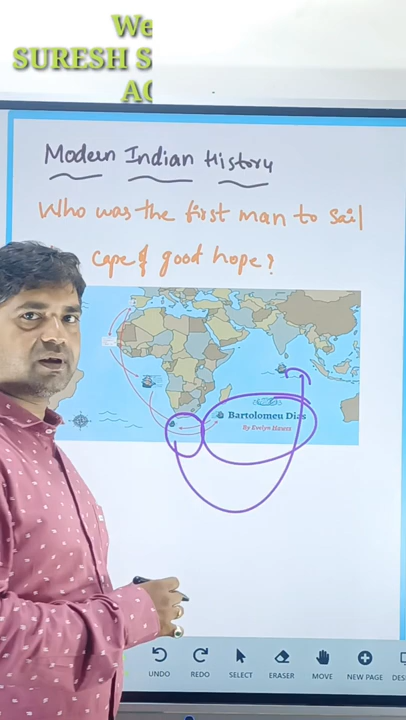 We
SURESH S
AC
Modern Indian History
Who was the first man to sail
Cape of good hope?
Bartolomeu Dias
By Evelyn Hawes
UNDO REDO SELECT ERASER MOVE NEW PAGE DES